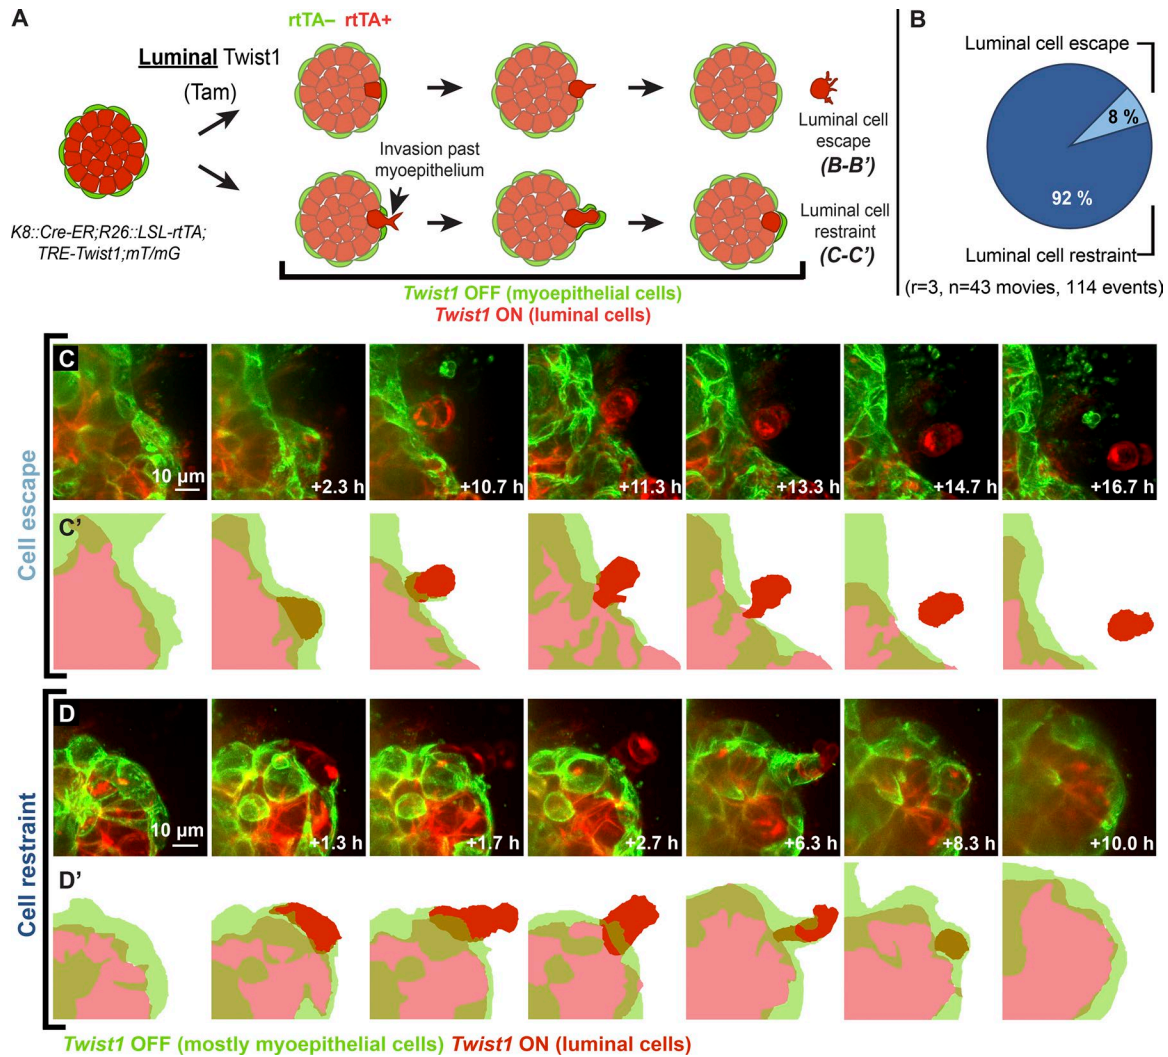 A
rtTA– rtTA+
Luminal Twist1
(Tam)
Invasion past
myoepithelium
K8::Cre-ER;R26::LSL-rtTA;
TRE-Twist1;mT/mG
Luminal cell
escape
(B-B’)
Luminal cell
restraint
(C-C’)
Twist1 OFF (myoepithelial cells)
Twist1 ON (luminal cells)
B
Luminal cell escape
8 %
92 %
Luminal cell restraint
(r=3, n=43 movies, 114 events)
Cell escape
C
10 µm
+2.3 h
+10.7 h
+11.3 h
+13.3 h
+14.7 h
+16.7 h
C’
Cell restraint
D
10 µm
+1.3 h
+1.7 h
+2.7 h
+6.3 h
+8.3 h
+10.0 h
D’
Twist1 OFF (mostly myoepithelial cells) Twist1 ON (luminal cells)